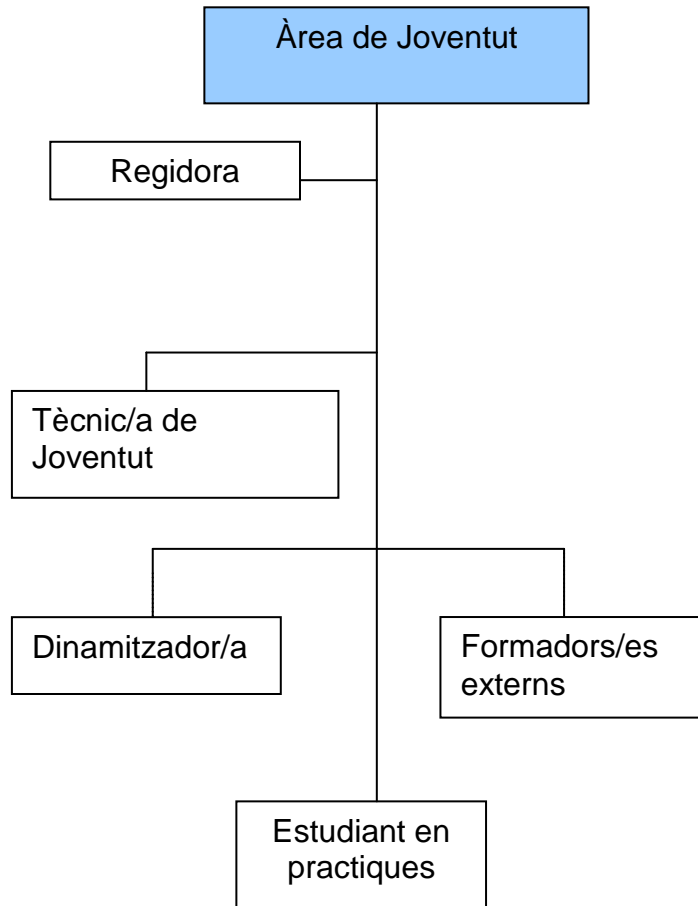 Àrea de Joventut
Regidora
Tècnic/a de
Joventut
Dinamitzador/a
Formadors/es
externs
Estudiant en
practiques